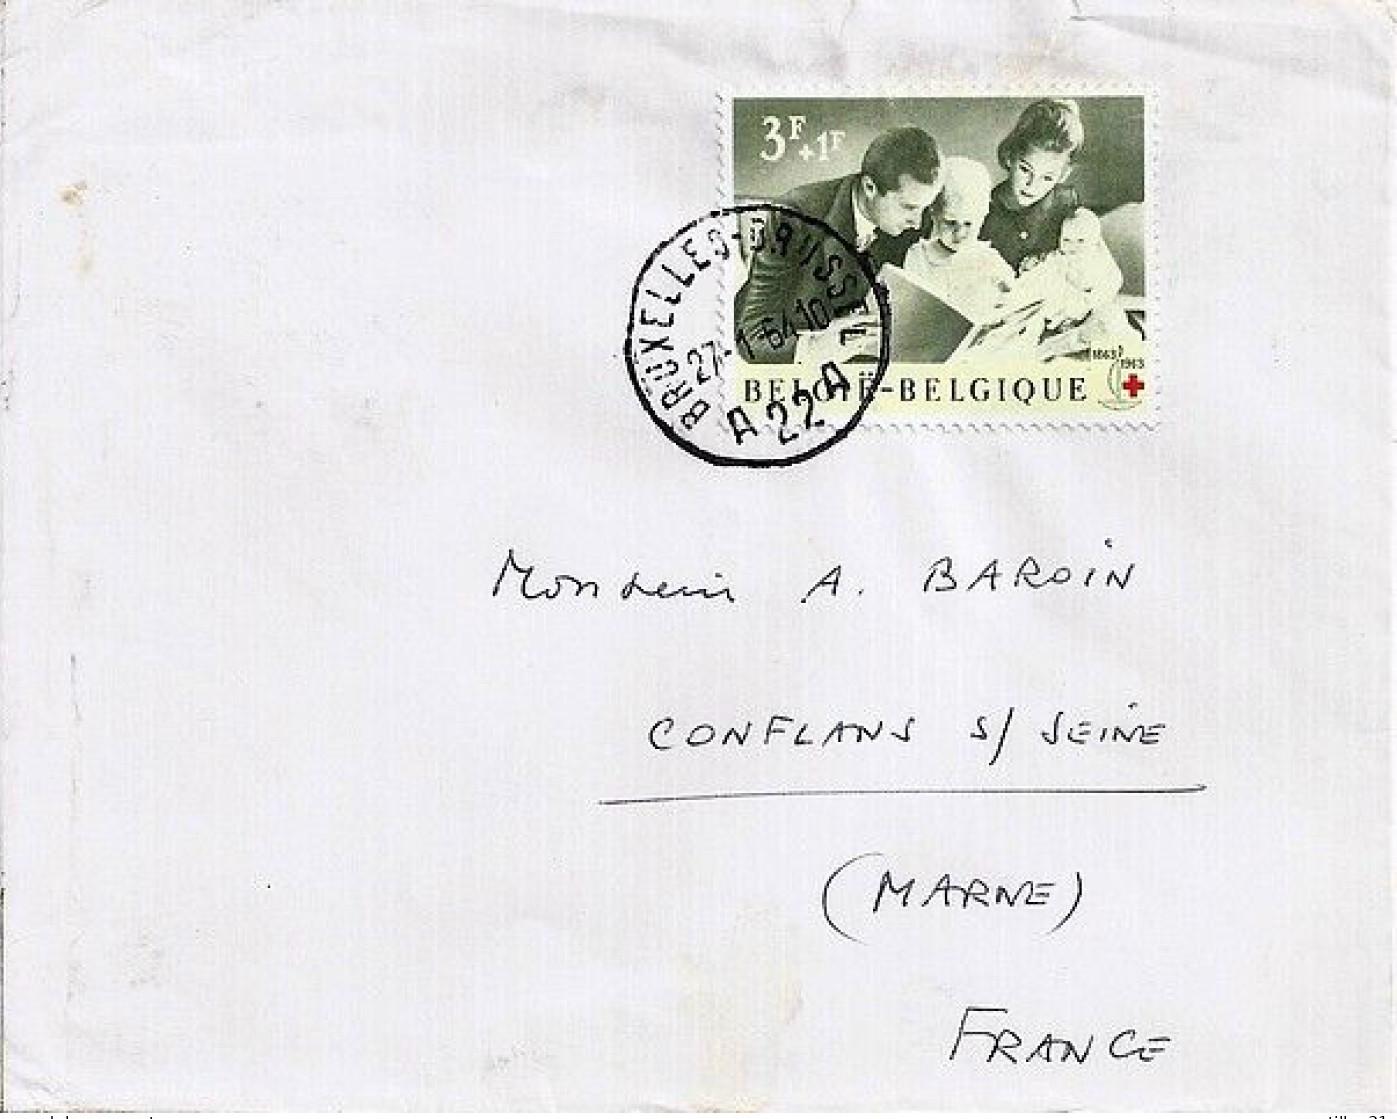 3F+1F
BRUXELLES-BRUSSEL
27-1-64 10
A 22 A
1863 1963
BELGIË-BELGIQUE
Monsieur A. BAROIN
CONFLANS S/ SEINE
(MARNE)
FRANCE